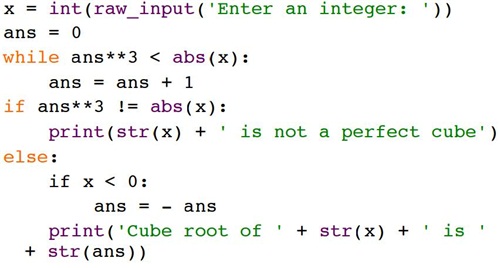 x = int(raw_input('Enter an integer: '))
ans = 0
while ans**3 < abs(x):
    ans = ans + 1
if ans**3 != abs(x):
    print(str(x) + ' is not a perfect cube')
else:
    if x < 0:
        ans = - ans
    print('Cube root of ' + str(x) + ' is '
  + str(ans))